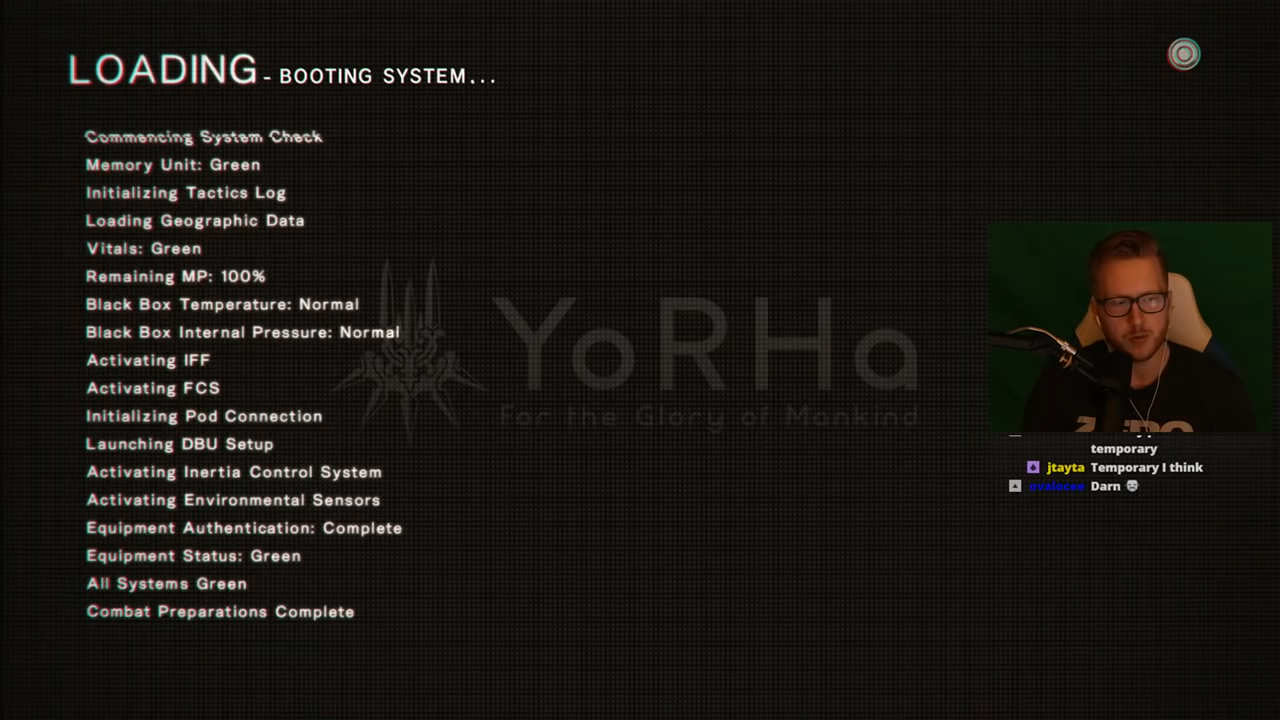 LOADING - BOOTING SYSTEM...
Commencing System Check
Memory Unit: Green
Initializing Tactics Log
Loading Geographic Data
Vitals: Green
Remaining MP: 100%
Black Box Temperature: Normal
Black Box Internal Pressure: Normal
Activating IFF
Activating FCS
Initializing Pod Connection
Launching DBU Setup
Activating Inertia Control System
Activating Environmental Sensors
Equipment Authentication: Complete
Equipment Status: Green
All Systems Green
Combat Preparations Complete
YoRHa
For the Glory of Mankind
temporary
jtayta Temporary I think
ovalocee Darn